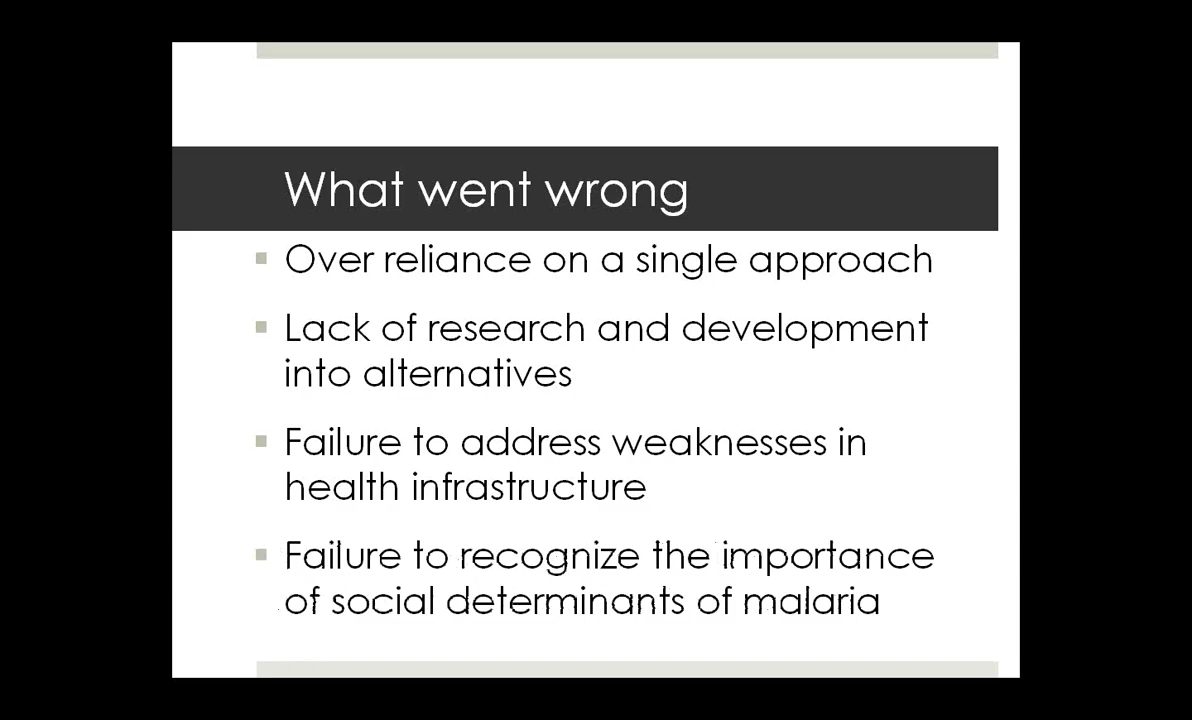 What went wrong
Over reliance on a single approach
Lack of research and development
into alternatives
Failure to address weaknesses in
health infrastructure
Failure to recognize the importance
of social determinants of malaria